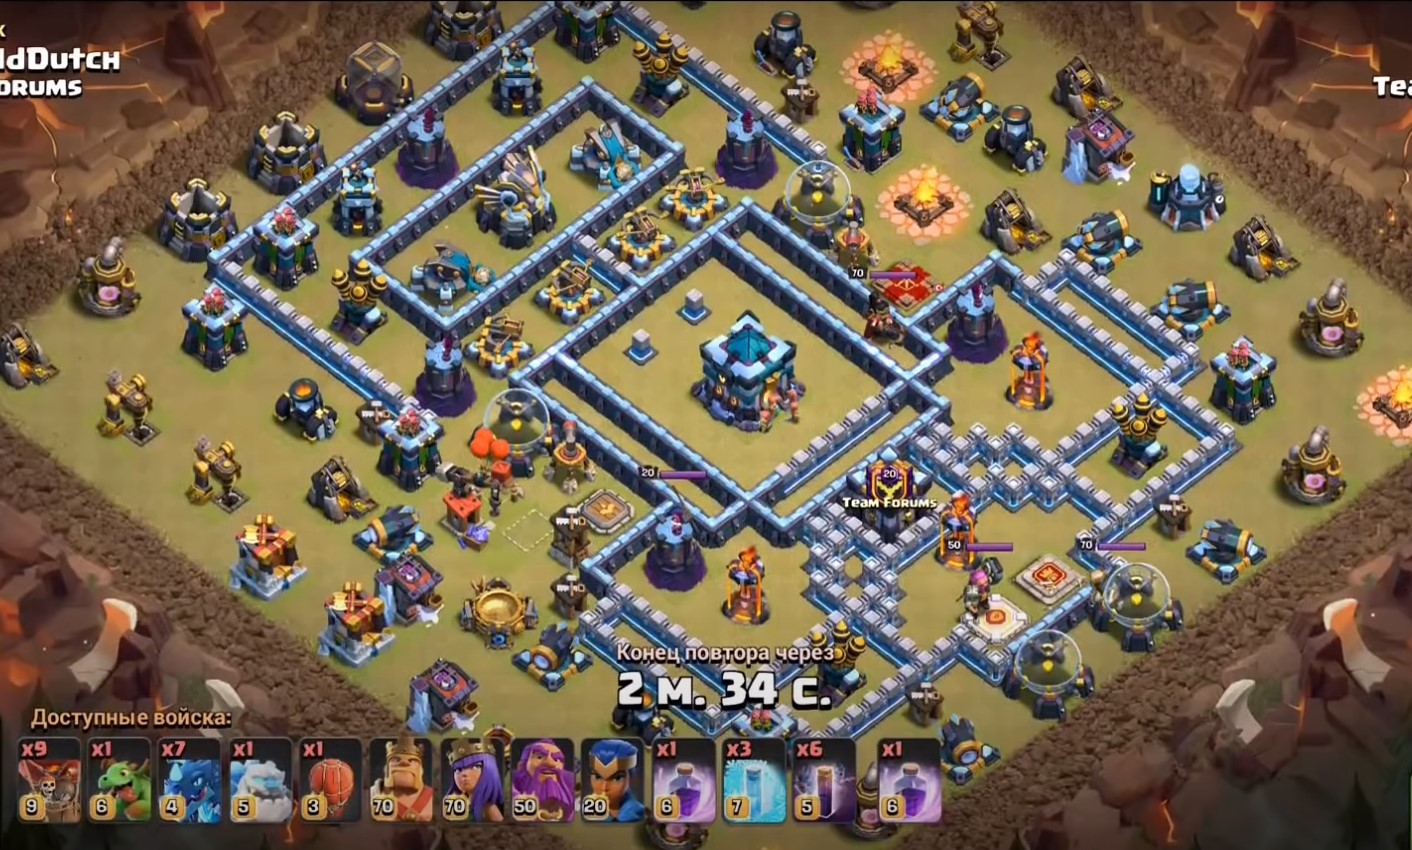 ldDutch
ORUMS
Tea
70
20
20
Team Forums
50
70
Конец повтора через
2 м. 34 с.
Доступные войска:
x9 x1 x7 x1 x1 x1 x3 x6 x1
9 6 4 5 3 70 70 50 20 6 7 5 6